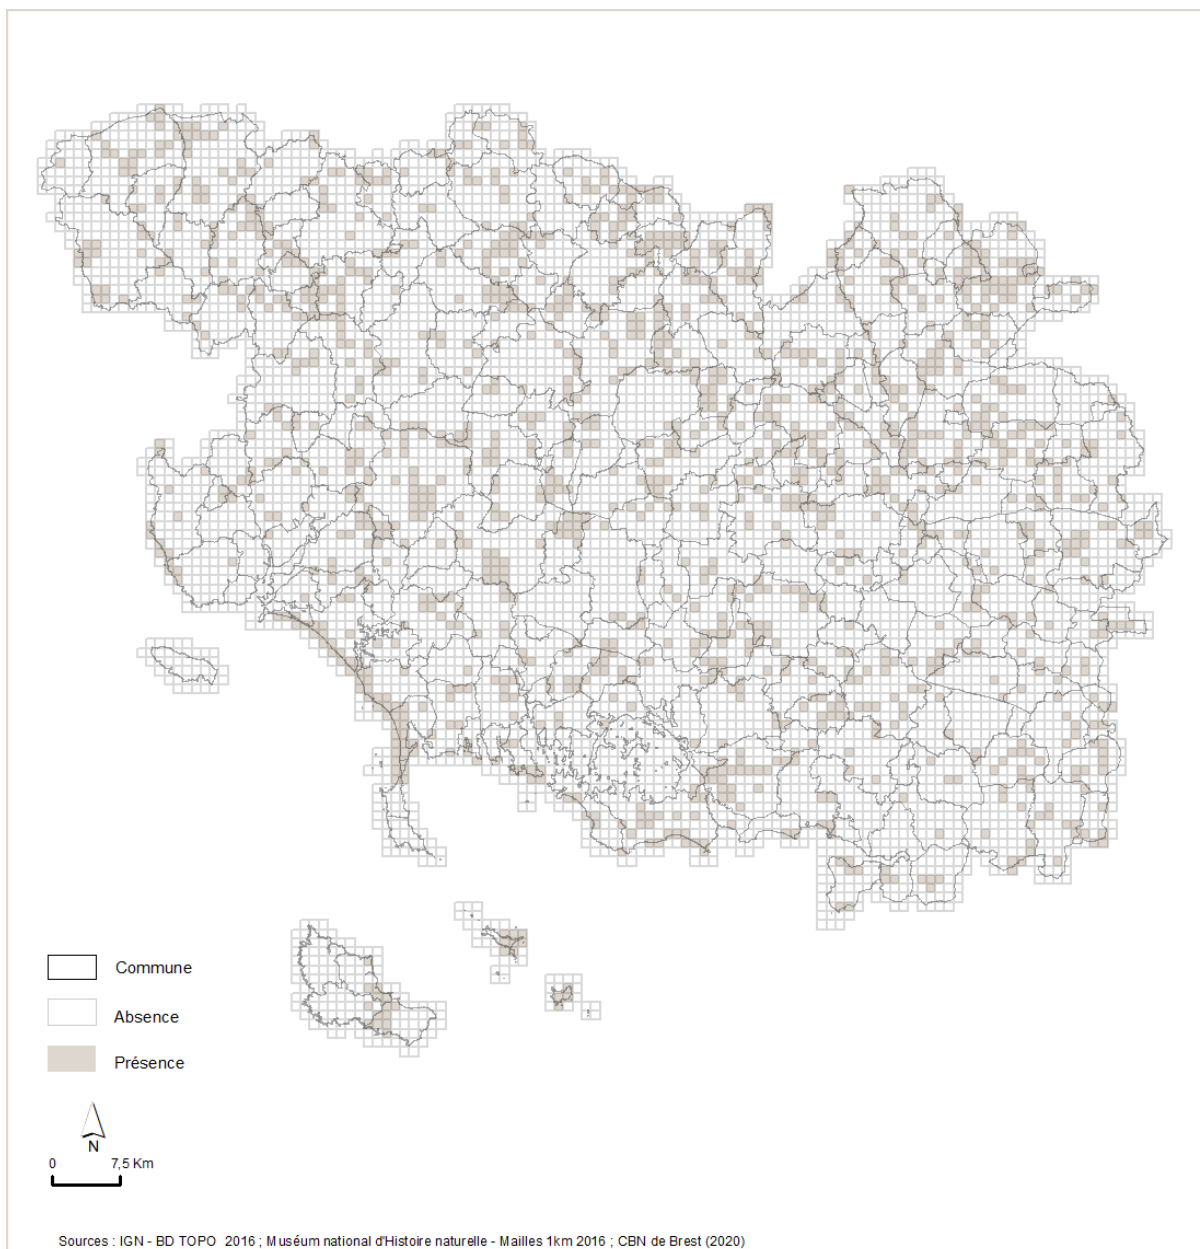 Commune
Absence
Présence
N
0 7,5 Km
Sources : IGN - BD TOPO 2016 ; Muséum national d'Histoire naturelle - Mailles 1km 2016 ; CBN de Brest (2020)